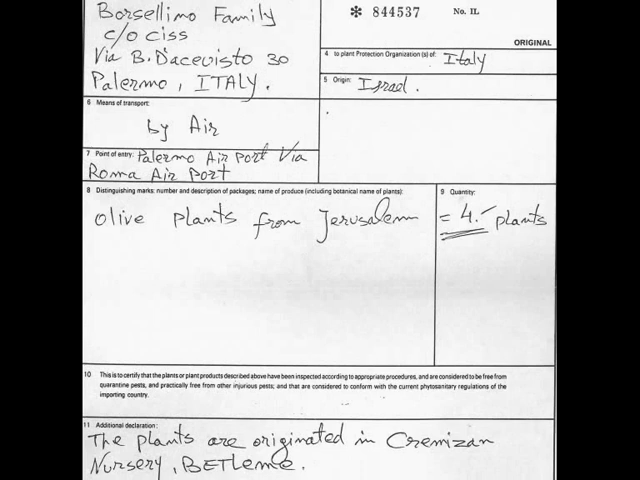 Borsellino Family
c/o ciss
Via B. D'acevisto 30
Palermo, ITALY.
* 844537 No. IL
ORIGINAL
4 to plant Protection Organization (s) of: Italy
5 Origin: Israel.
6 Means of transport:
by Air
7 Point of entry: Palermo Air port Via
Roma Air Port
8 Distinguishing marks: number and description of packages; name of produce (including botanical name of plants):
olive plants from Jerusalem
9 Quantity:
= 4.- plants
10 This is to certify that the plants or plant products described above have been inspected according to appropriate procedures, and are considered to be free from
quarantine pests, and practically free from other injurious pests; and that are considered to conform with the current phytosanitary regulations of the
importing country.
11 Additional declaration:
The plants are originated in Cremizan
Nursery, BETleme.